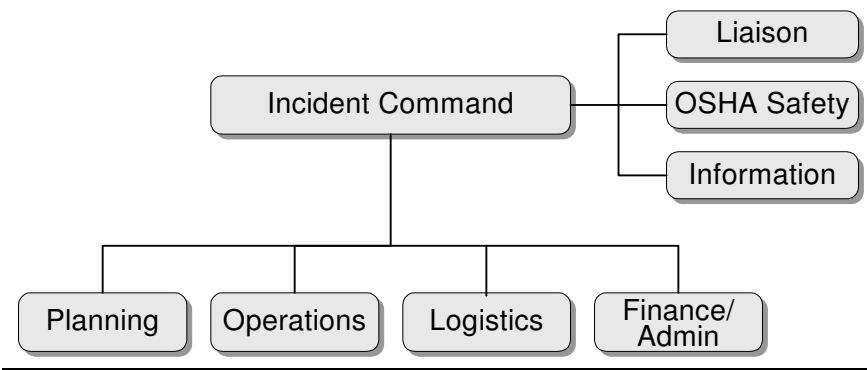 Liaison
Incident Command
OSHA Safety
Information
Planning
Operations
Logistics
Finance/
Admin